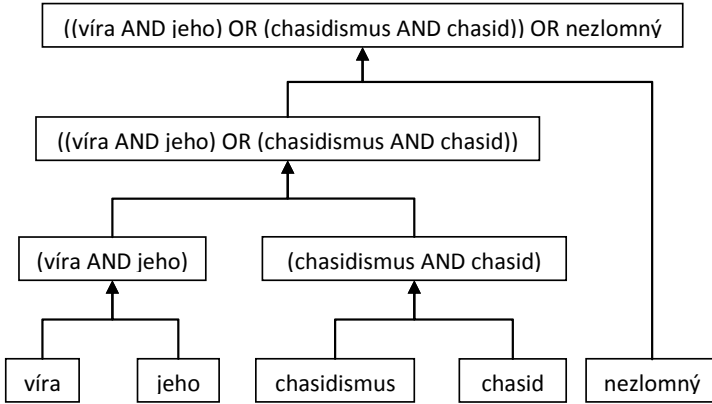 ((víra AND jeho) OR (chasidismus AND chasid)) OR nezlomný
((víra AND jeho) OR (chasidismus AND chasid))
(víra AND jeho)
(chasidismus AND chasid)
víra
jeho
chasidismus
chasid
nezlomný